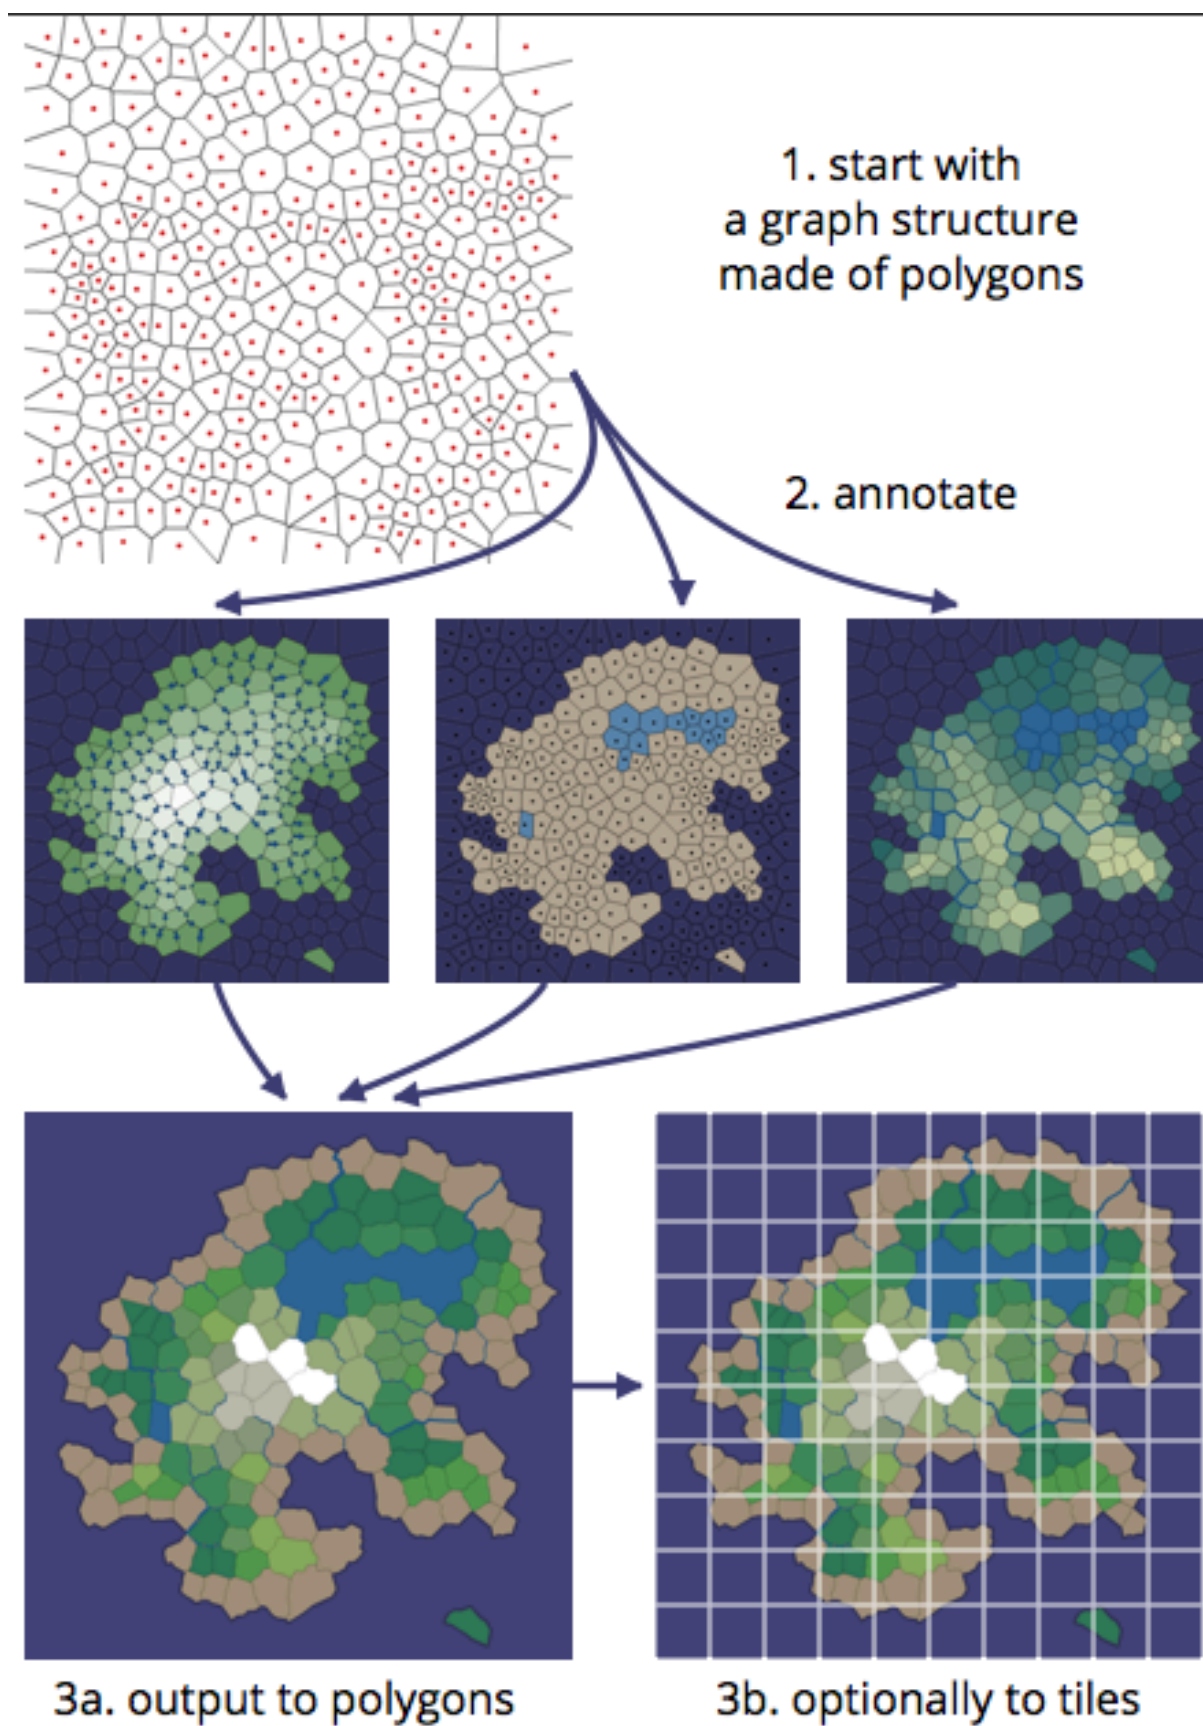 1. start with
a graph structure
made of polygons
2. annotate
3a. output to polygons
3b. optionally to tiles